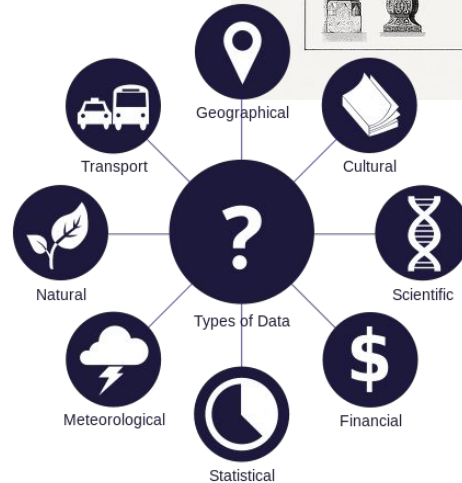 Geographical
Transport
Cultural
Natural
?
Scientific
Types of Data
Meteorological
$
Financial
Statistical